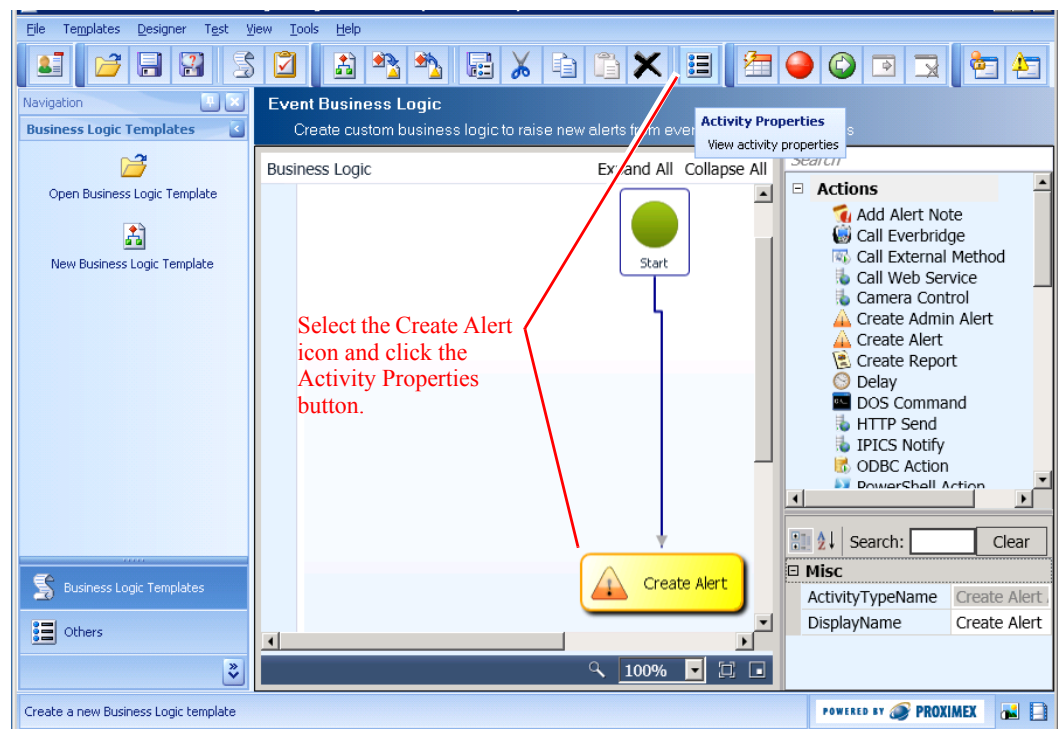 File Templates Designer Test View Tools Help
Navigation
Business Logic Templates
Open Business Logic Template
New Business Logic Template
Business Logic Templates
Others
Event Business Logic
Create custom business logic to raise new alerts from
Activity Properties
View activity properties
Business Logic
Expand All Collapse All
Start
Select the Create Alert
icon and click the
Activity Properties
button.
Create Alert
100%
Search
Actions
Add Alert Note
Call Everbridge
Call External Method
Call Web Service
Camera Control
Create Admin Alert
Create Alert
Create Report
Delay
DOS Command
HTTP Send
IPICS Notify
ODBC Action
PowerShell Action
Search: Clear
Misc
ActivityTypeName Create Alert
DisplayName Create Alert
Create a new Business Logic template
POWERED BY PROXIMEX